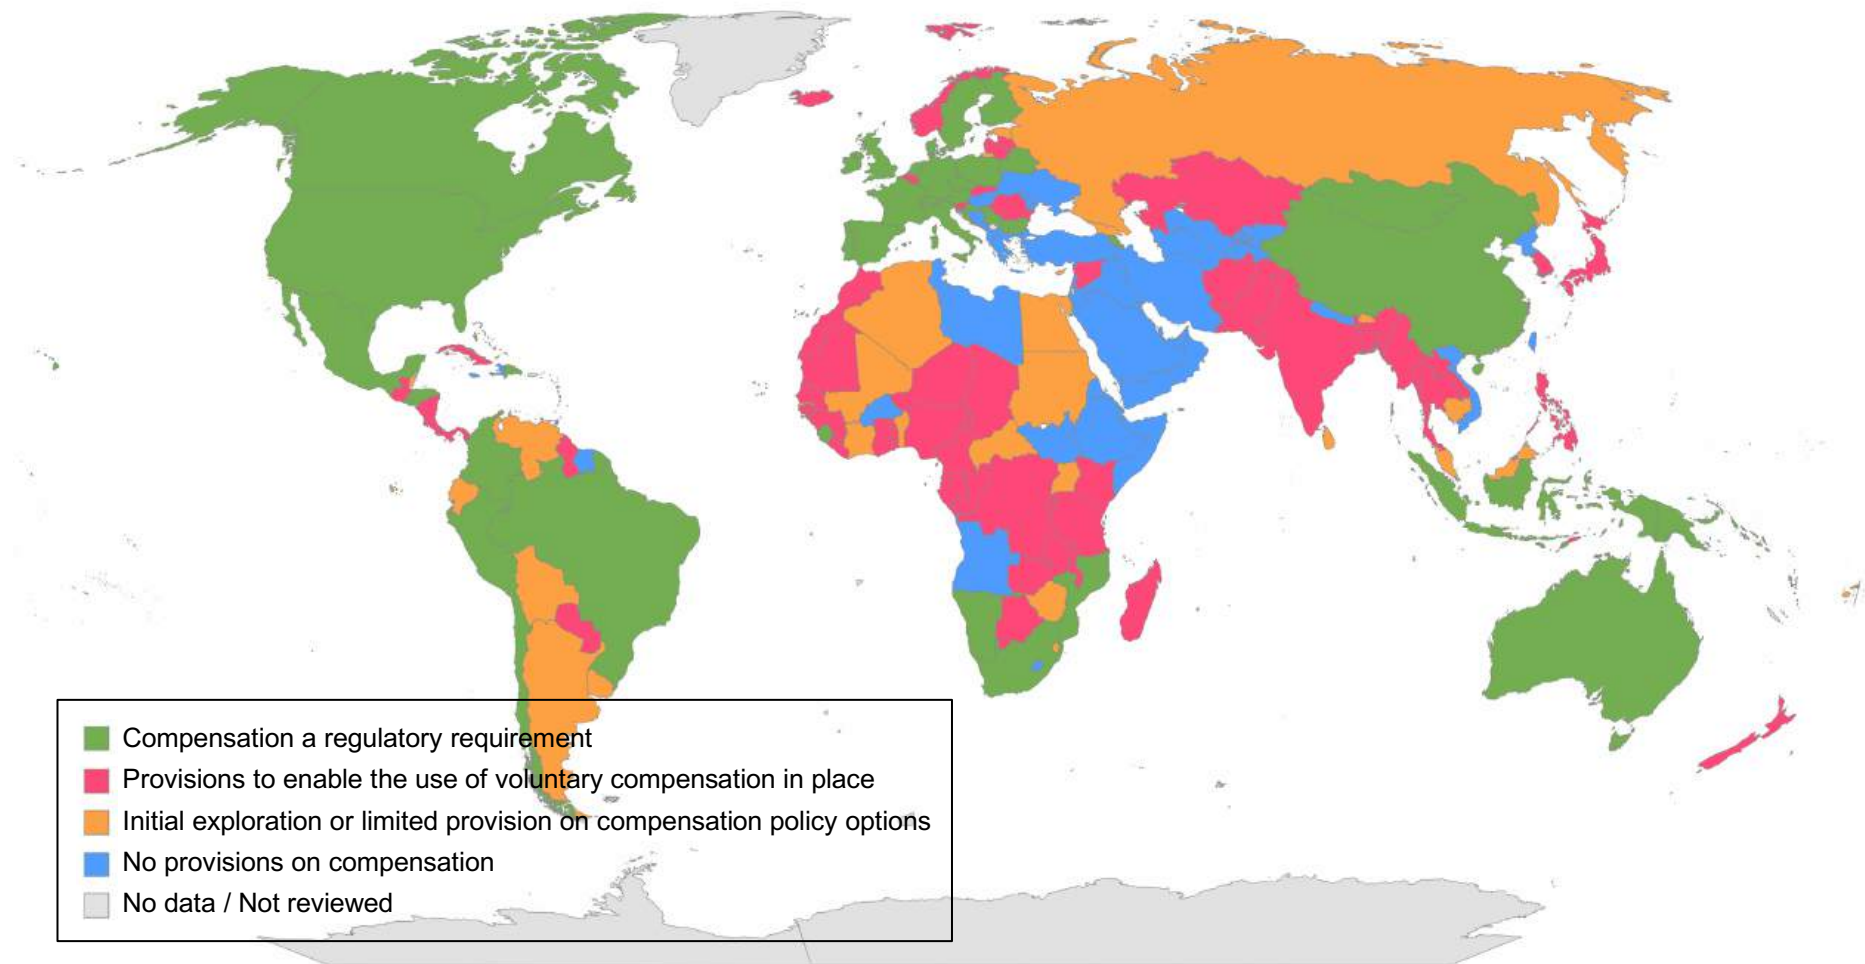 Compensation a regulatory requirement
Provisions to enable the use of voluntary compensation in place
Initial exploration or limited provision on compensation policy options
No provisions on compensation
No data / Not reviewed